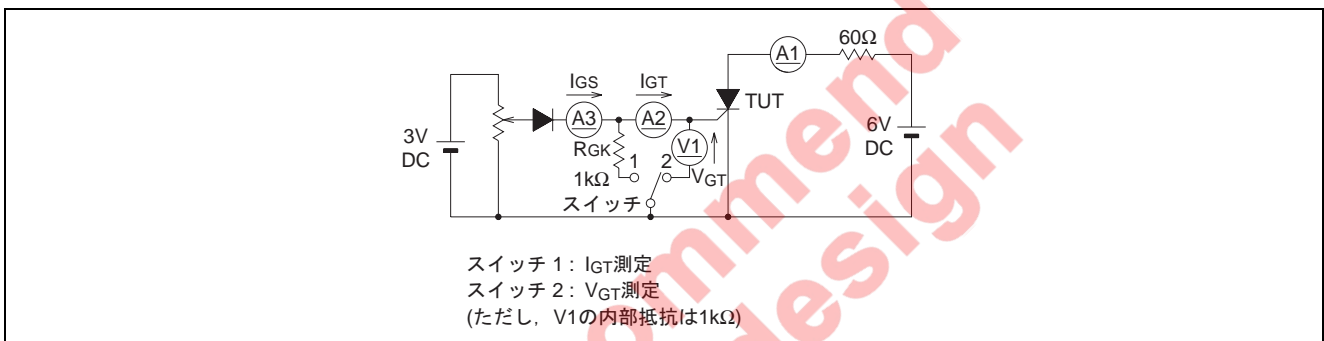 60Ω
A1
IGS
IGT
TUT
3V
DC
A3
A2
6V
DC
RGK
1
2
V1
1kΩ
VGT
スイッチ
スイッチ 1 : IGT測定
スイッチ 2 : VGT測定
(ただし，V1の内部抵抗は1kΩ)
ommend
design